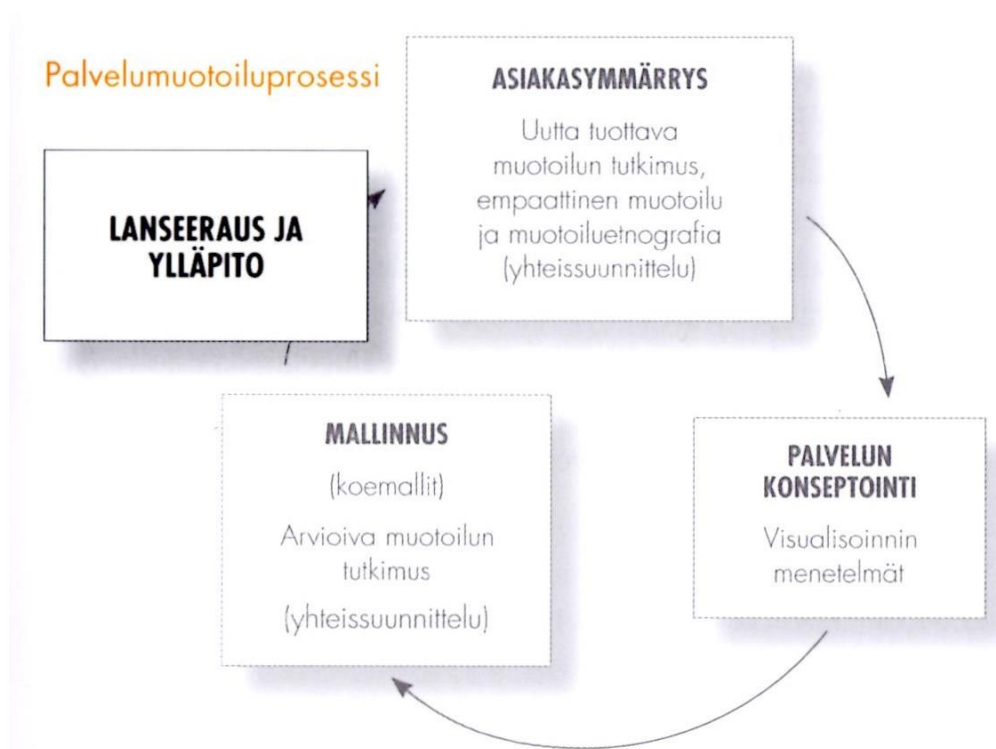 Palvelumuotoiluprosessi
ASIAKASYMMÄRRYS
Uutta tuottava
muotoilun tutkimus,
empaattinen muotoilu
ja muotoiluetnografia
(yhteissuunnittelu)
PALVELUN
KONSEPTOINTI
Visualisoinnin
menetelmät
MALLINNUS
(koemallit)
Arvioiva muotoilun
tutkimus
(yhteissuunnittelu)
LANSEERAUS JA
YLLÄPITO